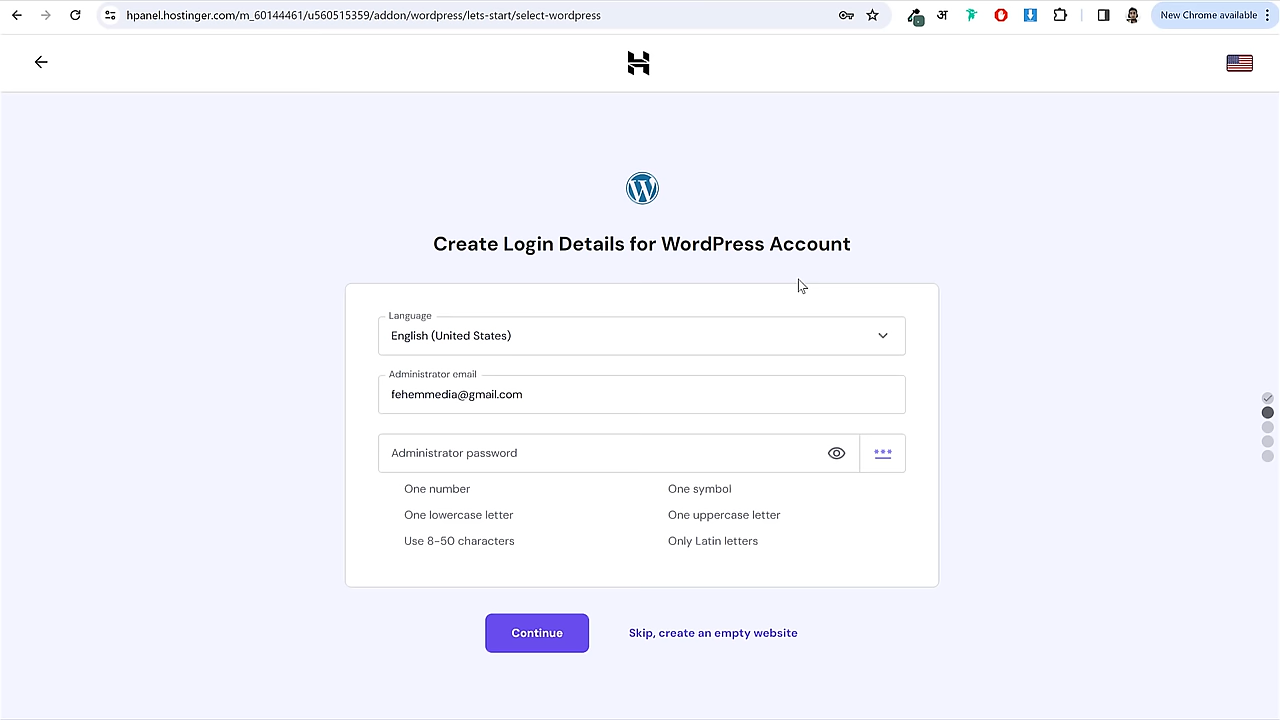 hpanel.hostinger.com/m_60144461/u560515359/addon/wordpress/lets-start/select-wordpress
अ
New Chrome available
Create Login Details for WordPress Account
Language
English (United States)
Administrator email
fehemmedia@gmail.com
Administrator password
***
One number
One symbol
One lowercase letter
One uppercase letter
Use 8-50 characters
Only Latin letters
Continue
Skip, create an empty website